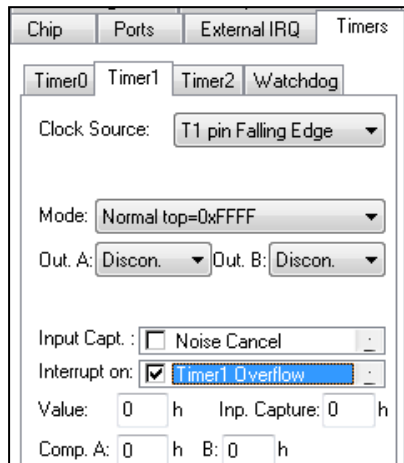 Chip Ports External IRQ Timers
Timer0 Timer1 Timer2 Watchdog
Clock Source: T1 pin Falling Edge
Mode: Normal top=0xFFFF
Out. A: Discon. Out. B: Discon.
Input Capt. : Noise Cancel
Interrupt on: Timer1 Overflow
Value: 0 h Inp. Capture: 0 h
Comp. A: 0 h B: 0 h